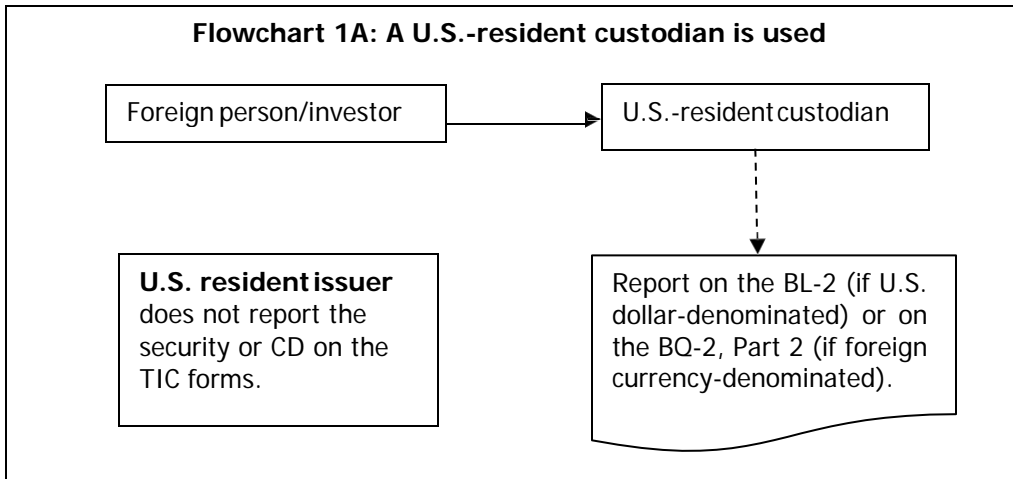 Flowchart 1A: A U.S.-resident custodian is used
Foreign person/investor
U.S.-resident custodian
U.S. resident issuer
does not report the
security or CD on the
TIC forms.
Report on the BL-2 (if U.S.
dollar-denominated) or on
the BQ-2, Part 2 (if foreign
currency-denominated).